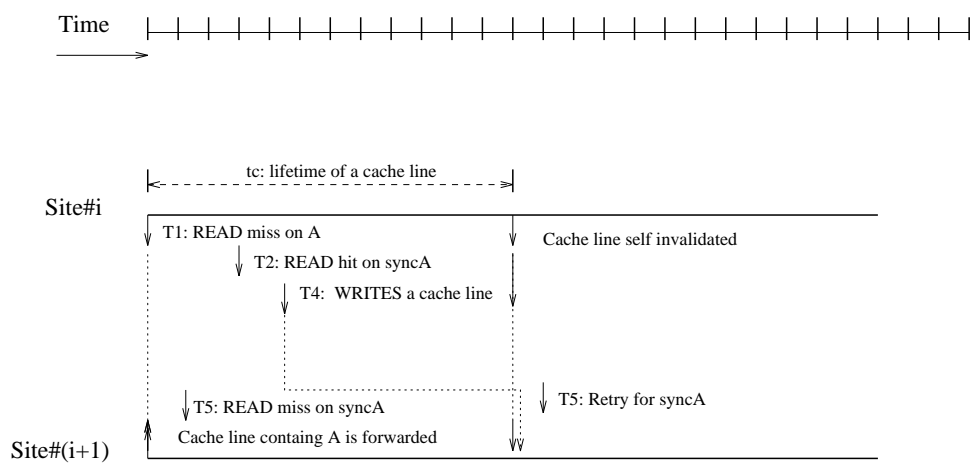 Time
tc: lifetime of a cache line
Site#i
T1: READ miss on A
Cache line self invalidated
T2: READ hit on syncA
T4: WRITES a cache line
T5: READ miss on syncA
T5: Retry for syncA
Cache line containg A is forwarded
Site#(i+1)